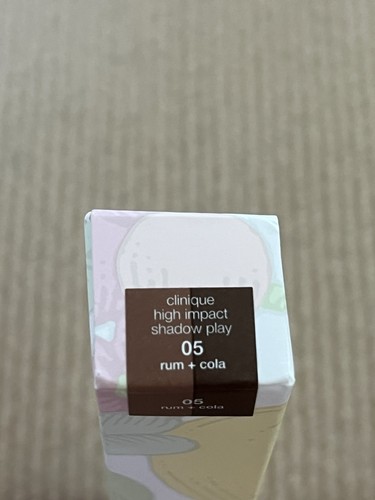 clinique
high impact
shadow play
05
rum + cola
05
rum + cola